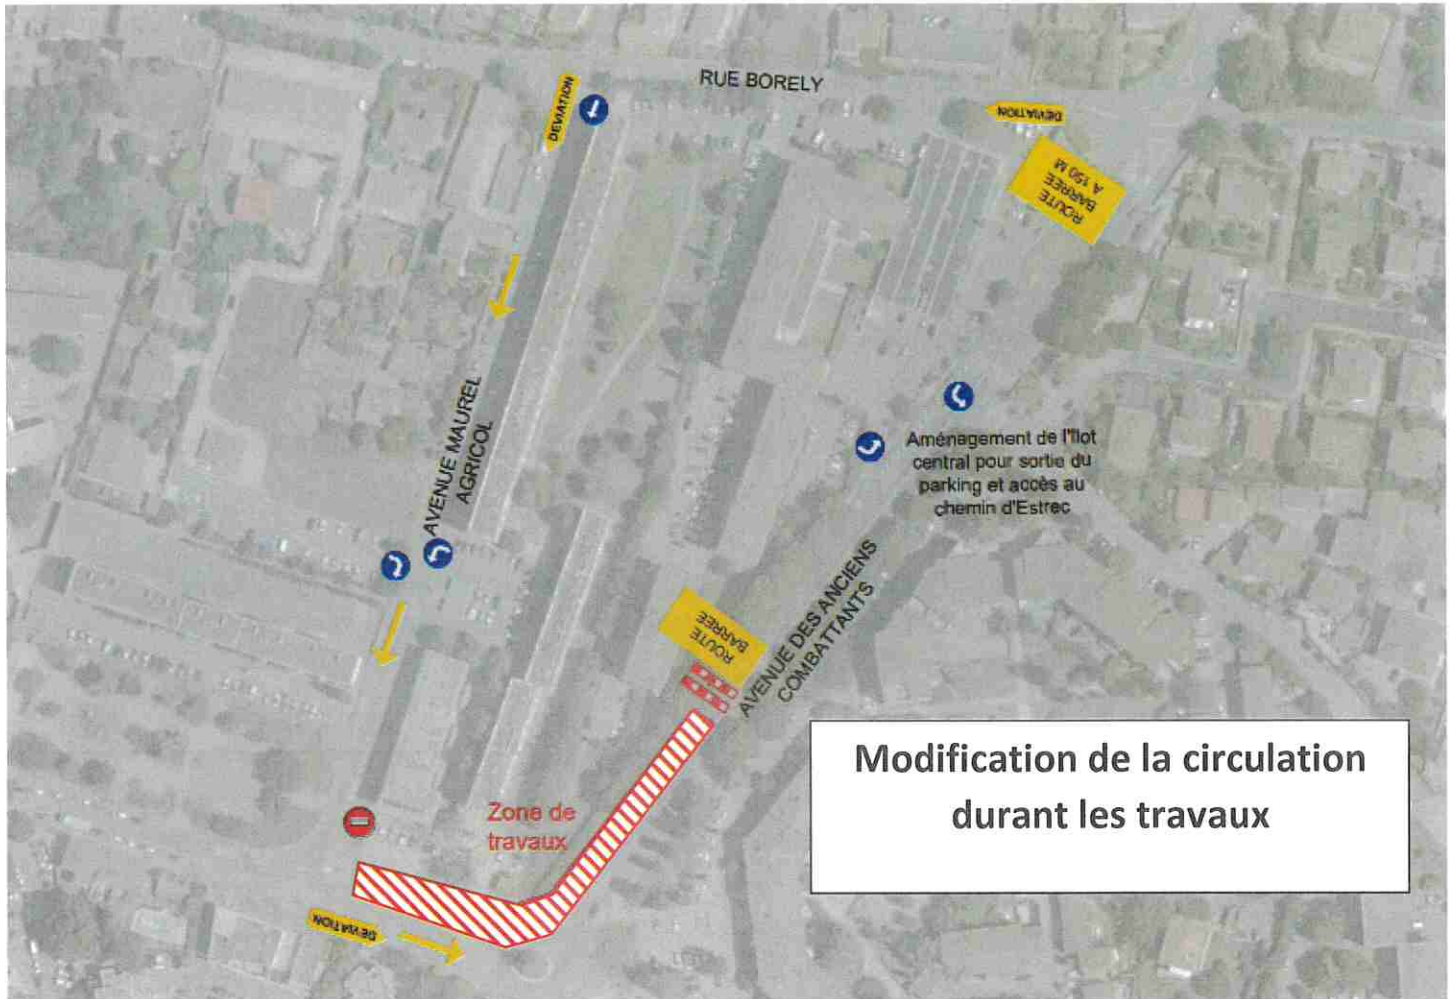 RUE BORELY
DEVIATION
DEVIATION
ROUTE
BARREE
A 150 M
AVENUE MAUREL
AGRICOL
Aménagement de l'îlot
central pour sortie du
parking et accès au
chemin d'Estrec
AVENUE DES ANCIENS
COMBATTANTS
ROUTE
BARREE
Zone de
travaux
DEVIATION
Modification de la circulation
durant les travaux